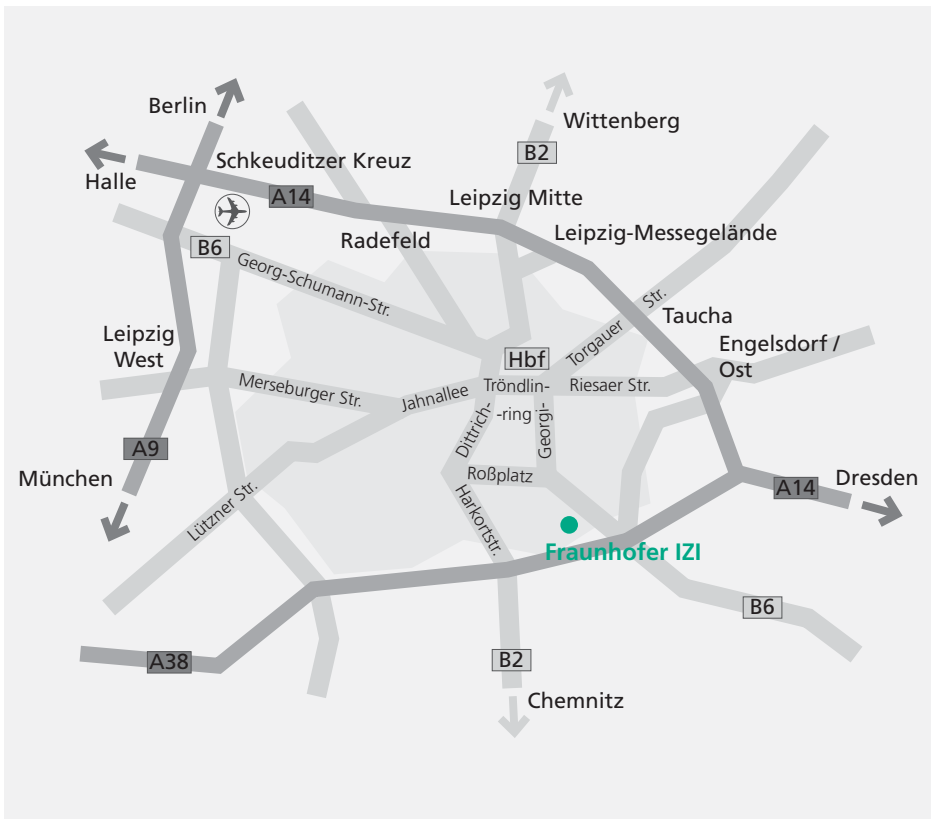 Berlin
Wittenberg
B2
Schkeuditzer Kreuz
Halle
A14
Leipzig Mitte
Leipzig-Messegelände
Radefeld
B6
Georg-Schumann-Str.
Torgauer Str.
Taucha
Leipzig
West
Engelsdorf /
Ost
Hbf
Merseburger Str.
Jahnallee
Tröndlin-
-ring
Riesaer Str.
Dittrich-
Georgi-
A9
München
Roßplatz
Lützner Str.
Harkortstr.
A14
Dresden
Fraunhofer IZI
B6
A38
B2
Chemnitz